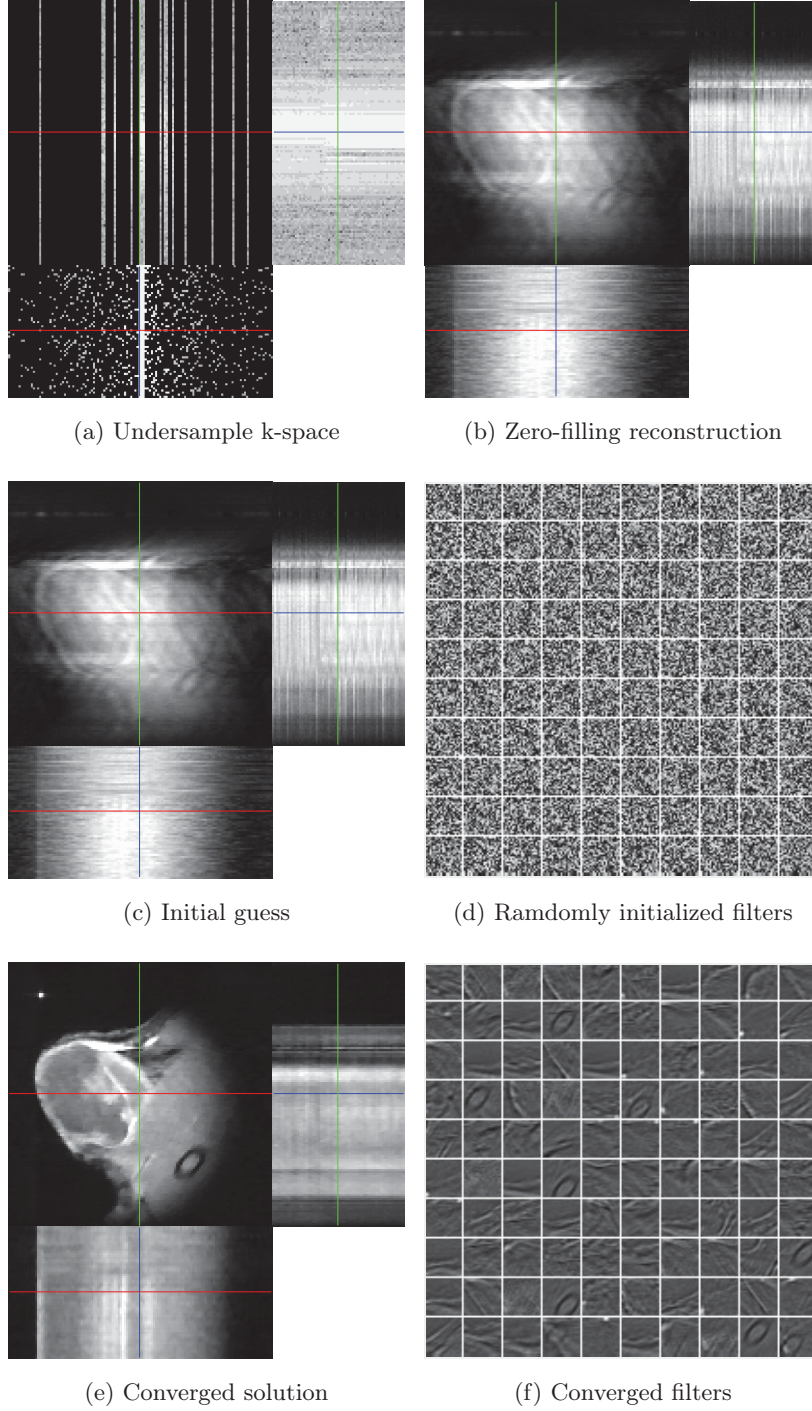 (a) Undersample k-space
(b) Zero-filling reconstruction
(c) Initial guess
(d) Ramdomly initialized filters
(e) Converged solution
(f) Converged filters